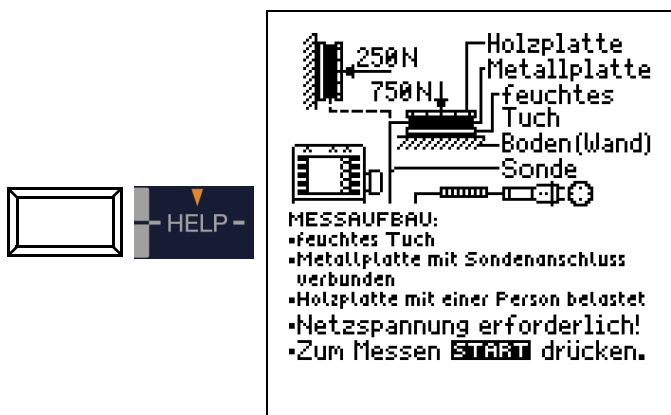 250N
Holzplatte
Metallplatte
750N
feuchtes
Tuch
Boden(Wand)
Sonde
HELP
MESSAUFBAU:
•feuchtes Tuch
•Metallplatte mit Sondenanschluss
verbunden
•Holzplatte mit einer Person belastet
•Netzspannung erforderlich!
•Zum Messen START drücken.